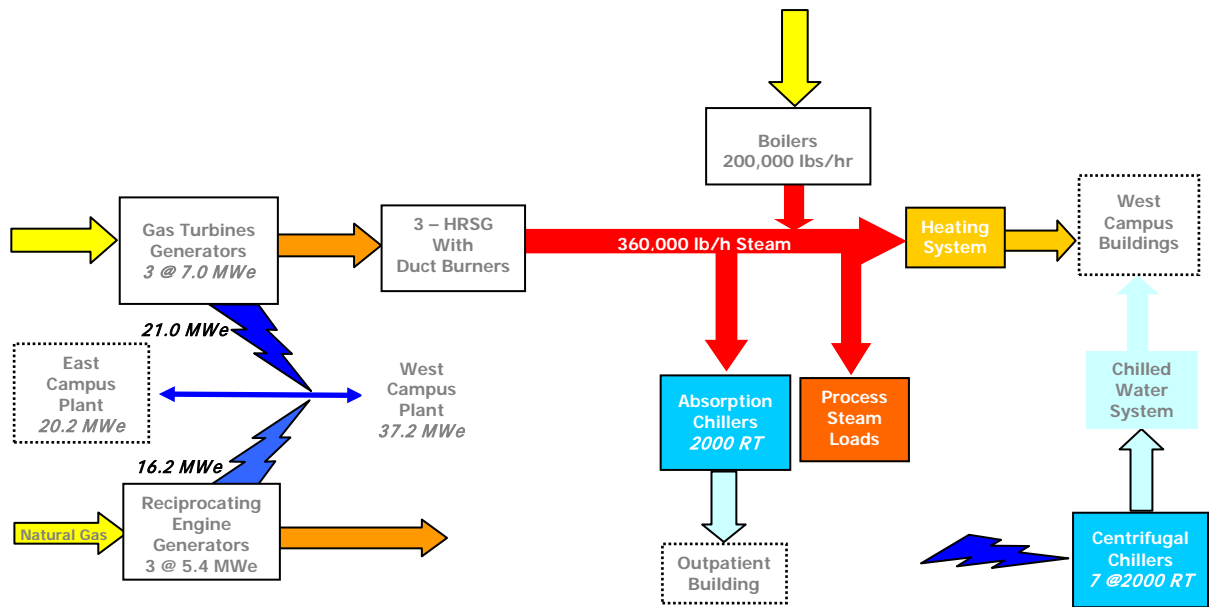 Boilers
200,000 lbs/hr
Gas Turbines
Generators
3 @ 7.0 MWe
3 – HRSG
With
Duct Burners
360,000 lb/h Steam
Heating
System
West
Campus
Buildings
21.0 MWe
East
Campus
Plant
20.2 MWe
West
Campus
Plant
37.2 MWe
Absorption
Chillers
2000 RT
Process
Steam
Loads
Chilled
Water
System
16.2 MWe
Natural Gas
Reciprocating
Engine
Generators
3 @ 5.4 MWe
Outpatient
Building
Centrifugal
Chillers
7 @2000 RT